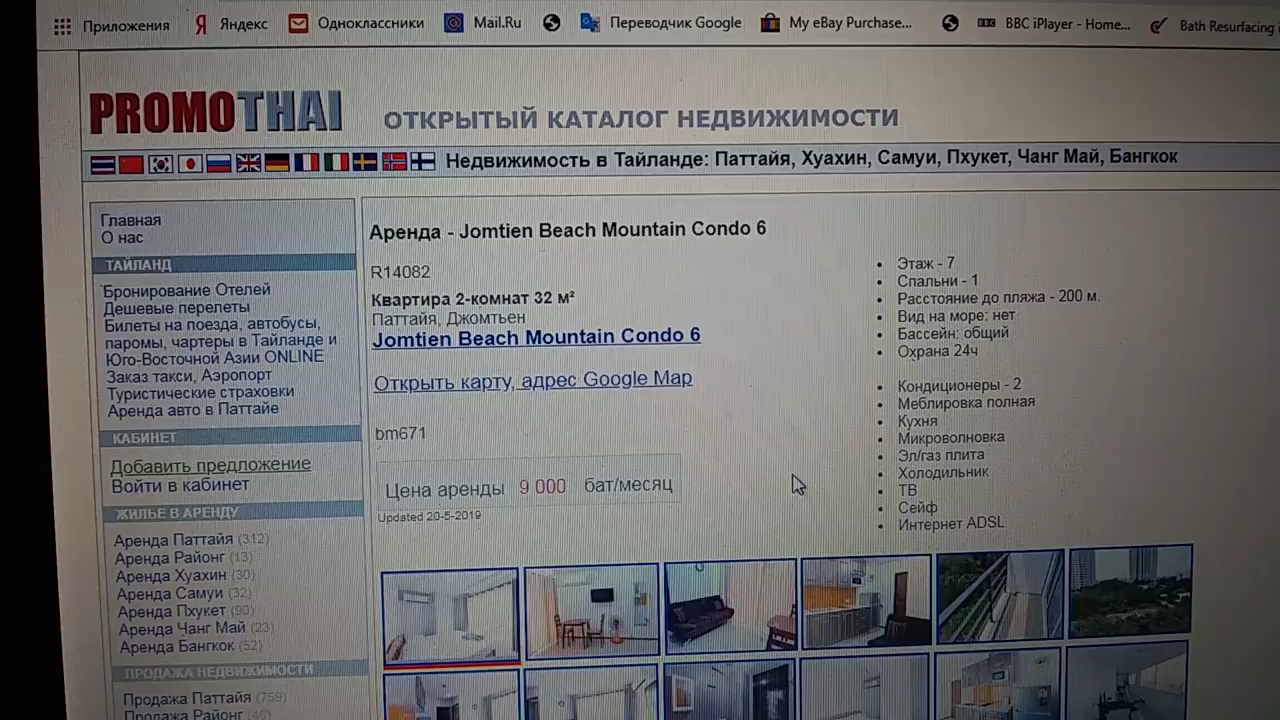 Приложения Яндекс Одноклассники Mail.Ru Переводчик Google My eBay Purchase... BBC iPlayer - Home... Bath Resurfacing
PROMOTHAI ОТКРЫТЫЙ КАТАЛОГ НЕДВИЖИМОСТИ
Недвижимость в Тайланде: Паттайя, Хуахин, Самуи, Пхукет, Чанг Май, Бангкок
Главная
О нас
ТАЙЛАНД
Бронирование Отелей
Дешевые перелеты
Билеты на поезда, автобусы,
паромы, чартеры в Тайланде и
Юго-Восточной Азии ONLINE
Заказ такси, Аэропорт
Туристические страховки
Аренда авто в Паттайе
КАБИНЕТ
Добавить предложение
Войти в кабинет
ЖИЛЬЕ В АРЕНДУ
Аренда Паттайя (312)
Аренда Районг (13)
Аренда Хуахин (30)
Аренда Самуи (32)
Аренда Пхукет (90)
Аренда Чанг Май (23)
Аренда Бангкок (52)
ПРОДАЖА НЕДВИЖИМОСТИ
Продажа Паттайя (759)
Продажа Районг
Аренда - Jomtien Beach Mountain Condo 6
R14082
Квартира 2-комнат 32 м²
Паттайя, Джомтьен
Jomtien Beach Mountain Condo 6
Открыть карту, адрес Google Map
bm671
Цена аренды 9 000 бат/месяц
Updated 20-5-2019
Этаж - 7
Спальни - 1
Расстояние до пляжа - 200 м.
Вид на море: нет
Бассейн: общий
Охрана 24ч
Кондиционеры - 2
Меблировка полная
Кухня
Микроволновка
Эл/газ плита
Холодильник
ТВ
Сейф
Интернет ADSL